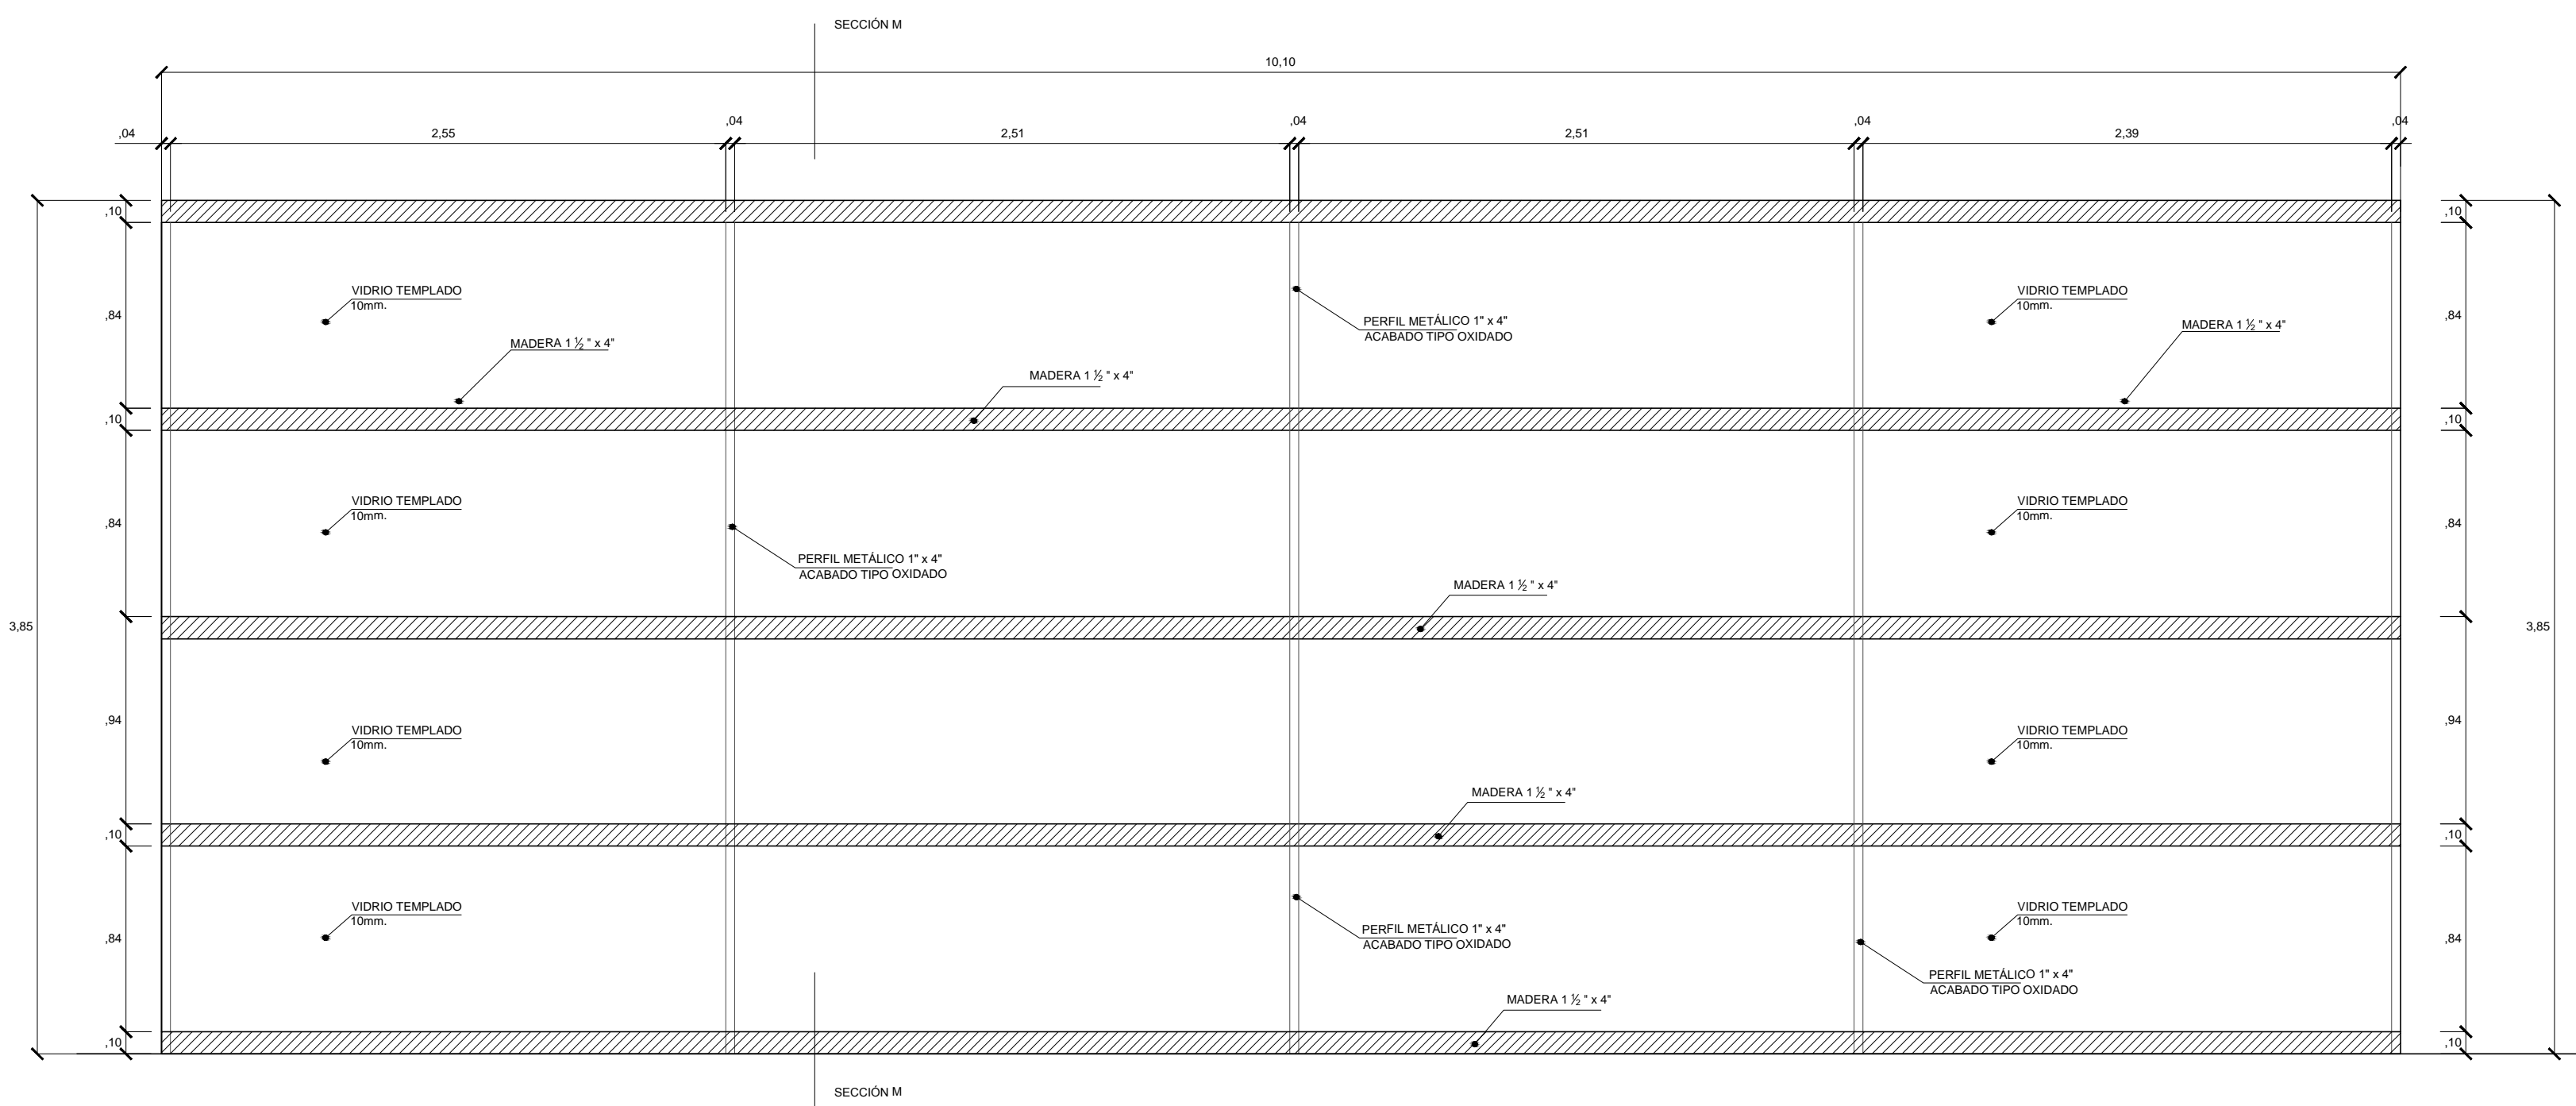 SECCIÓN M
10,10
,04
2,55
,04
2,51
,04
2,51
,04
2,39
,04
,10
,10
VIDRIO TEMPLADO
10mm.
VIDRIO TEMPLADO
10mm.
,84
PERFIL METÁLICO 1" x 4"
ACABADO TIPO OXIDADO
MADERA 1 ½ " x 4"
,84
MADERA 1 ½ " x 4"
MADERA 1 ½ " x 4"
,10
,10
VIDRIO TEMPLADO
10mm.
VIDRIO TEMPLADO
10mm.
,84
,84
PERFIL METÁLICO 1" x 4"
ACABADO TIPO OXIDADO
MADERA 1 ½ " x 4"
3,85
3,85
,94
,94
VIDRIO TEMPLADO
10mm.
VIDRIO TEMPLADO
10mm.
MADERA 1 ½ " x 4"
,10
,10
VIDRIO TEMPLADO
10mm.
VIDRIO TEMPLADO
10mm.
,84
PERFIL METÁLICO 1" x 4"
ACABADO TIPO OXIDADO
,84
PERFIL METÁLICO 1" x 4"
ACABADO TIPO OXIDADO
MADERA 1 ½ " x 4"
,10
,10
SECCIÓN M